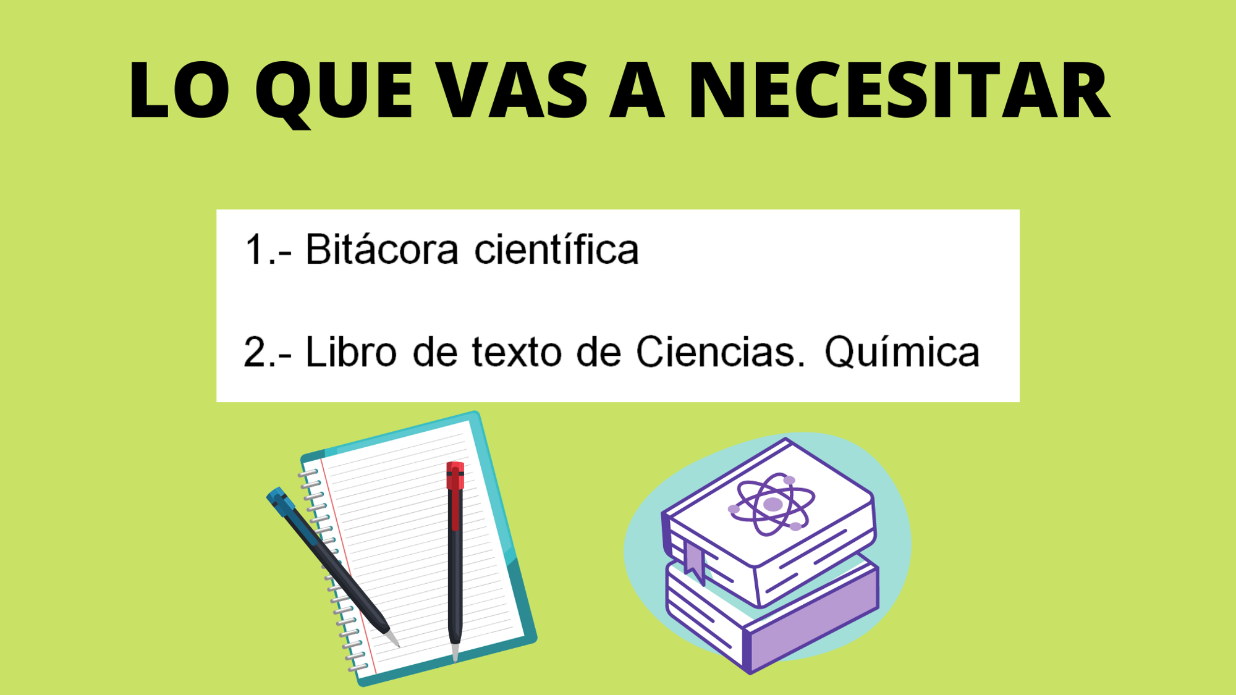 LO QUE VAS A NECESITAR
1.- Bitácora científica
2.- Libro de texto de Ciencias. Química